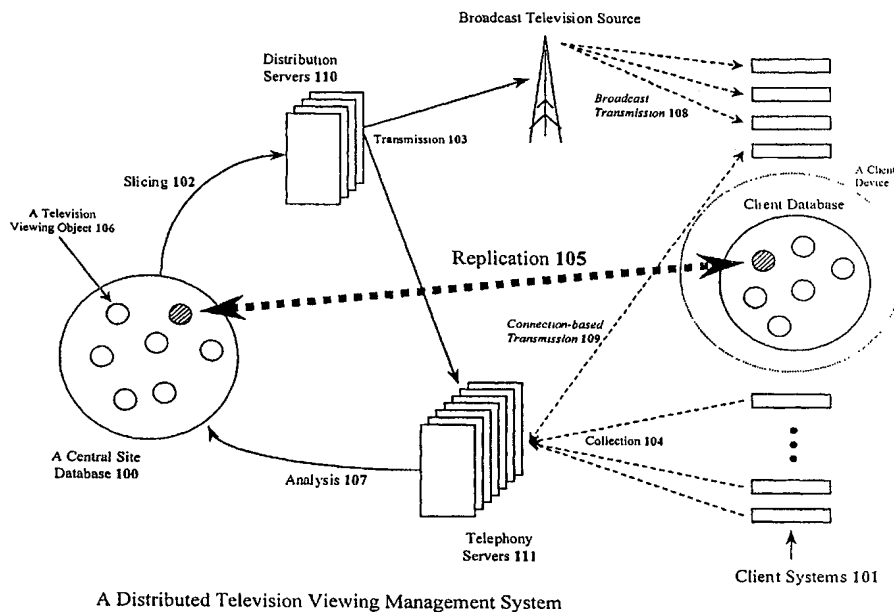 Broadcast Television Source
Distribution
Servers 110
Broadcast
Transmission 108
Transmission 103
Slicing 102
A Client
Device
Client Database
A Television
Viewing Object 106
Replication 105
Connection-based
Transmission 109
Collection 104
A Central Site
Database 100
Analysis 107
Telephony
Servers 111
Client Systems 101
A Distributed Television Viewing Management System